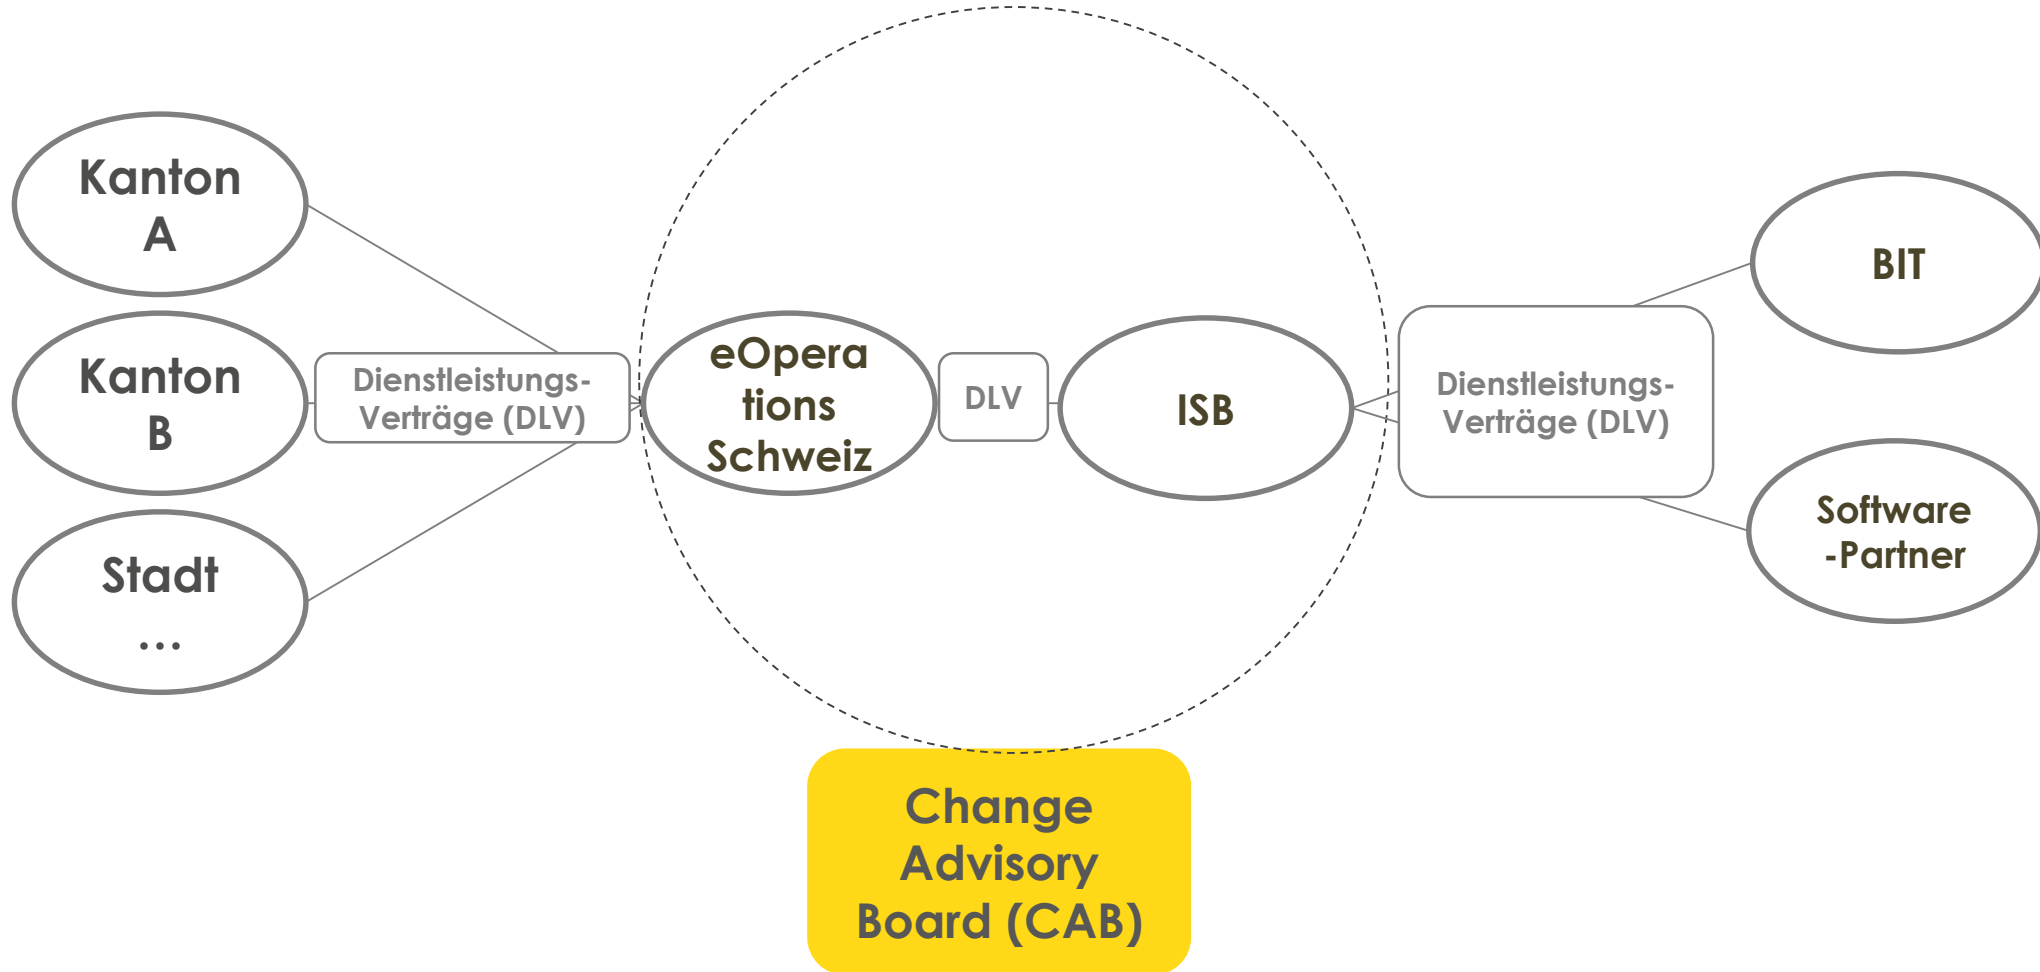 Kanton
A
Kanton
B
Stadt
...
Dienstleistungs-
Verträge (DLV)
eOpera
tions
Schweiz
DLV
ISB
Dienstleistungs-
Verträge (DLV)
BIT
Software
-Partner
Change
Advisory
Board (CAB)